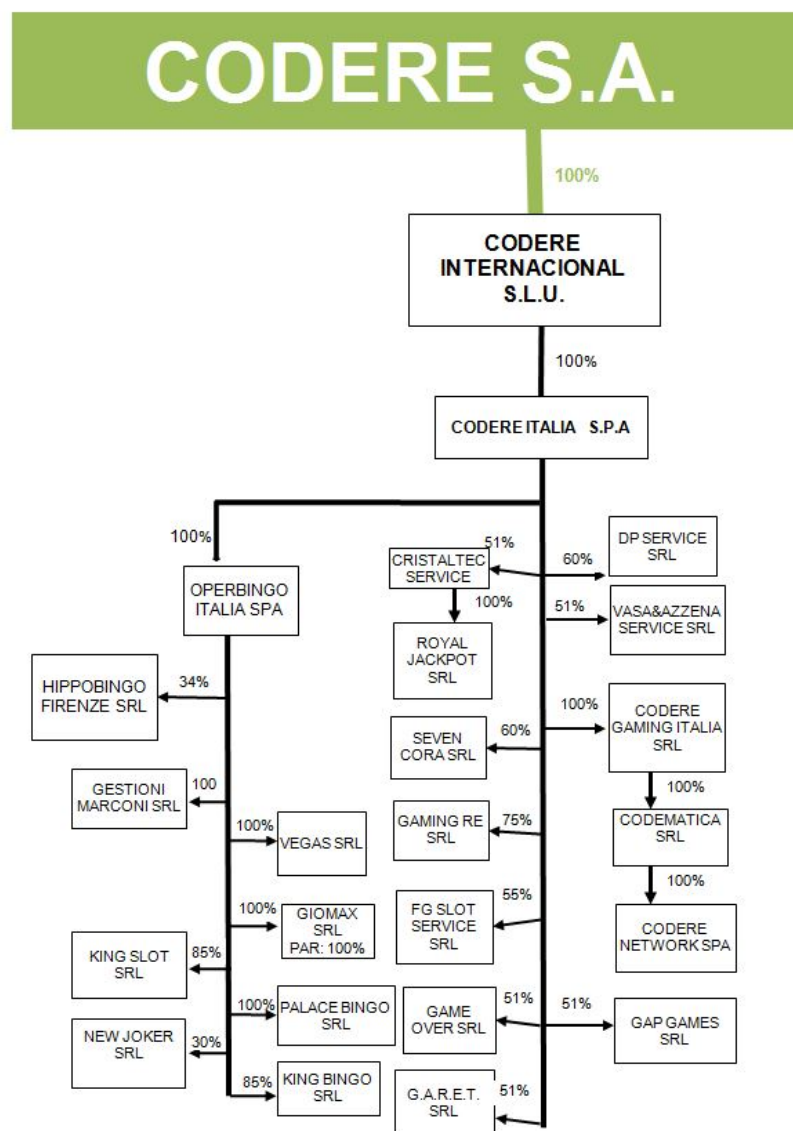 CODERE S.A.
100%
CODERE
INTERNACIONAL
S.L.U.
100%
CODERE ITALIA S.P.A
100%
OPERBINGO
ITALIA SPA
34%
HIPPOBINGO
FIRENZE SRL
100
GESTIONI
MARCONI SRL
100%
VEGAS SRL
100%
GIOMAX
SRL
PAR: 100%
85%
KING SLOT
SRL
100%
PALACE BINGO
SRL
30%
NEW JOKER
SRL
85%
KING BINGO
SRL
51%
CRISTALTEC
SERVICE
100%
ROYAL
JACKPOT
SRL
60%
DP SERVICE
SRL
51%
VASA&AZZENA
SERVICE SRL
60%
SEVEN
CORA SRL
100%
CODERE
GAMING ITALIA
SRL
100%
CODEMATICA
SRL
100%
CODERE
NETWORK SPA
75%
GAMING RE
SRL
55%
FG SLOT
SERVICE
SRL
51%
GAME
OVER SRL
51%
GAP GAMES
SRL
51%
G.A.R.E.T.
SRL